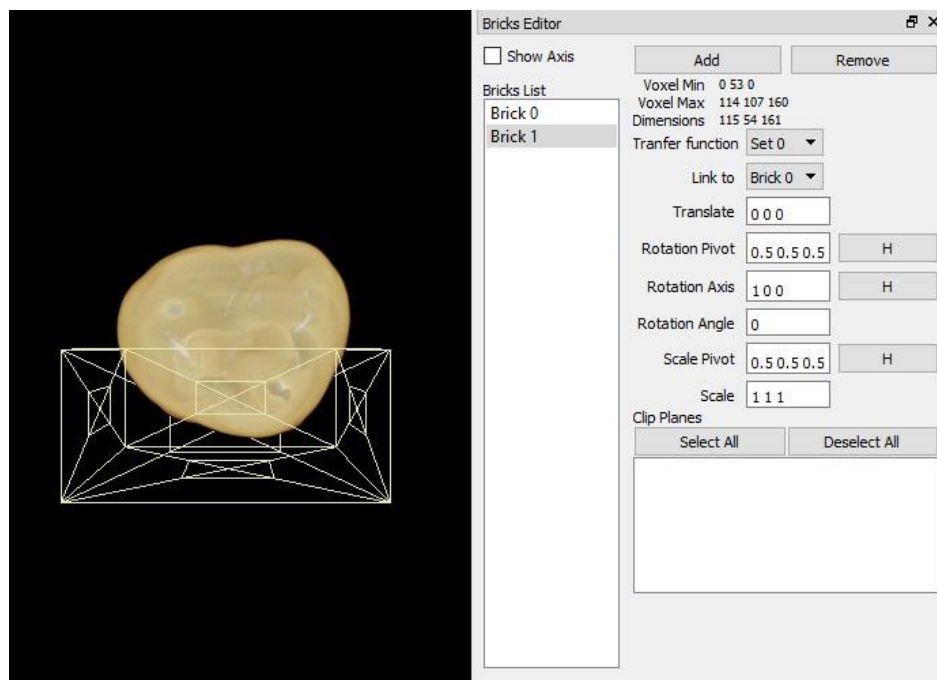 Bricks Editor
Show Axis
Add
Remove
Bricks List
Brick 0
Brick 1
Voxel Min 0 53 0
Voxel Max 114 107 160
Dimensions 115 54 161
Tranfer function Set 0
Link to Brick 0
Translate 0 0 0
Rotation Pivot 0.5 0.5 0.5 H
Rotation Axis 1 0 0 H
Rotation Angle 0
Scale Pivot 0.5 0.5 0.5 H
Scale 1 1 1
Clip Planes
Select All
Deselect All